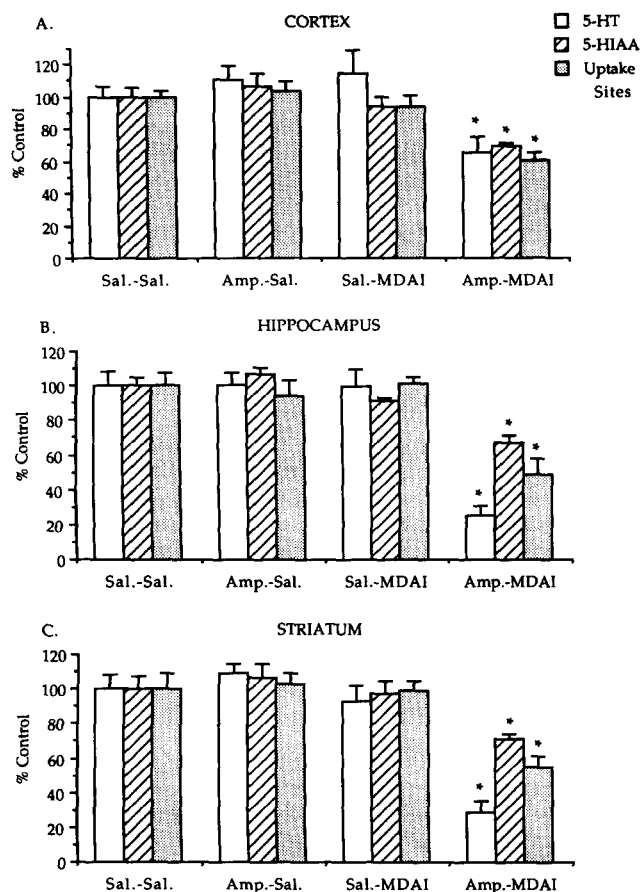 A.
CORTEX
5-HT
5-HIAA
Uptake
Sites
% Control
120
100
80
60
40
20
0
* * *
Sal.-Sal. Amp.-Sal. Sal.-MDAI Amp.-MDAI
B.
HIPPOCAMPUS
% Control
120
100
80
60
40
20
0
* * *
Sal.-Sal. Amp.-Sal. Sal.-MDAI Amp.-MDAI
C.
STRIATUM
% Control
120
100
80
60
40
20
0
* * *
Sal.-Sal. Amp.-Sal. Sal.-MDAI Amp.-MDAI